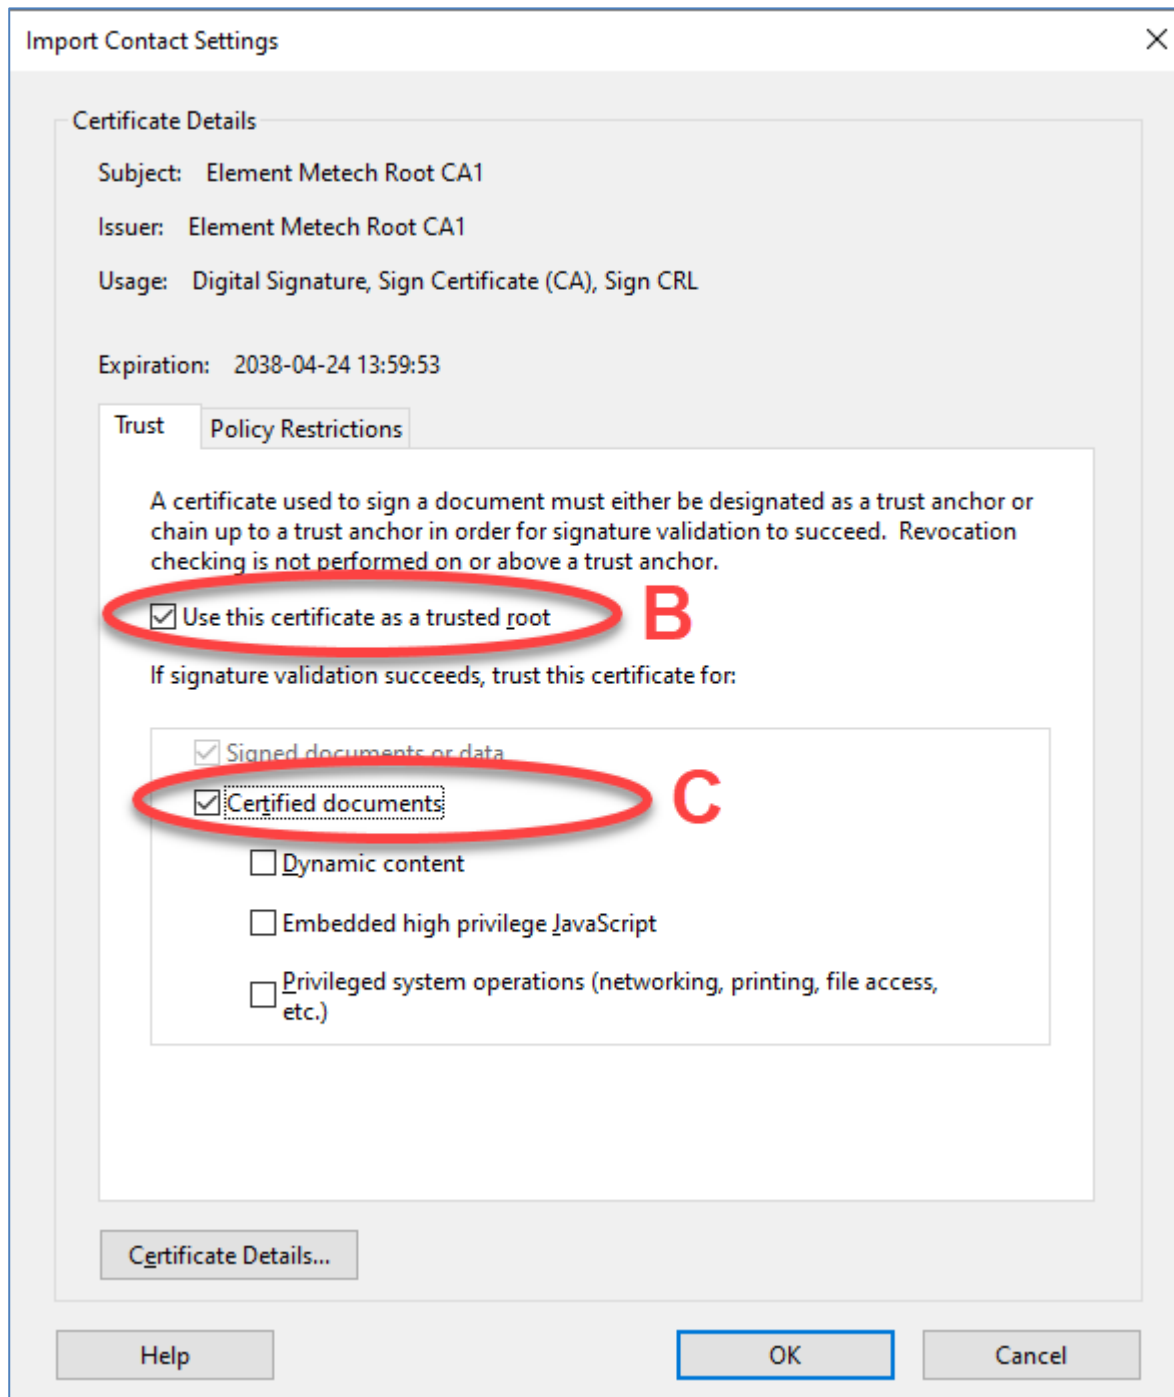 Import Contact Settings
Certificate Details
Subject: Element Metech Root CA1
Issuer: Element Metech Root CA1
Usage: Digital Signature, Sign Certificate (CA), Sign CRL
Expiration: 2038-04-24 13:59:53
Trust
Policy Restrictions
A certificate used to sign a document must either be designated as a trust anchor or
chain up to a trust anchor in order for signature validation to succeed. Revocation
checking is not performed on or above a trust anchor.
Use this certificate as a trusted root
B
If signature validation succeeds, trust this certificate for:
Signed documents or data
Certified documents
C
Dynamic content
Embedded high privilege JavaScript
Privileged system operations (networking, printing, file access,
etc.)
Certificate Details...
Help
OK
Cancel